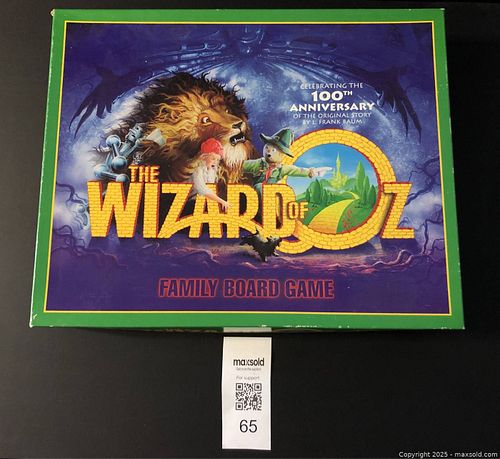 CELEBRATING THE
100TH
ANNIVERSARY
OF THE ORIGINAL STORY
BY L. FRANK BAUM
THE
WIZARD OF OZ
FAMILY BOARD GAME
maxsold
For support
65
Copyright © 2025 - maxsold.com